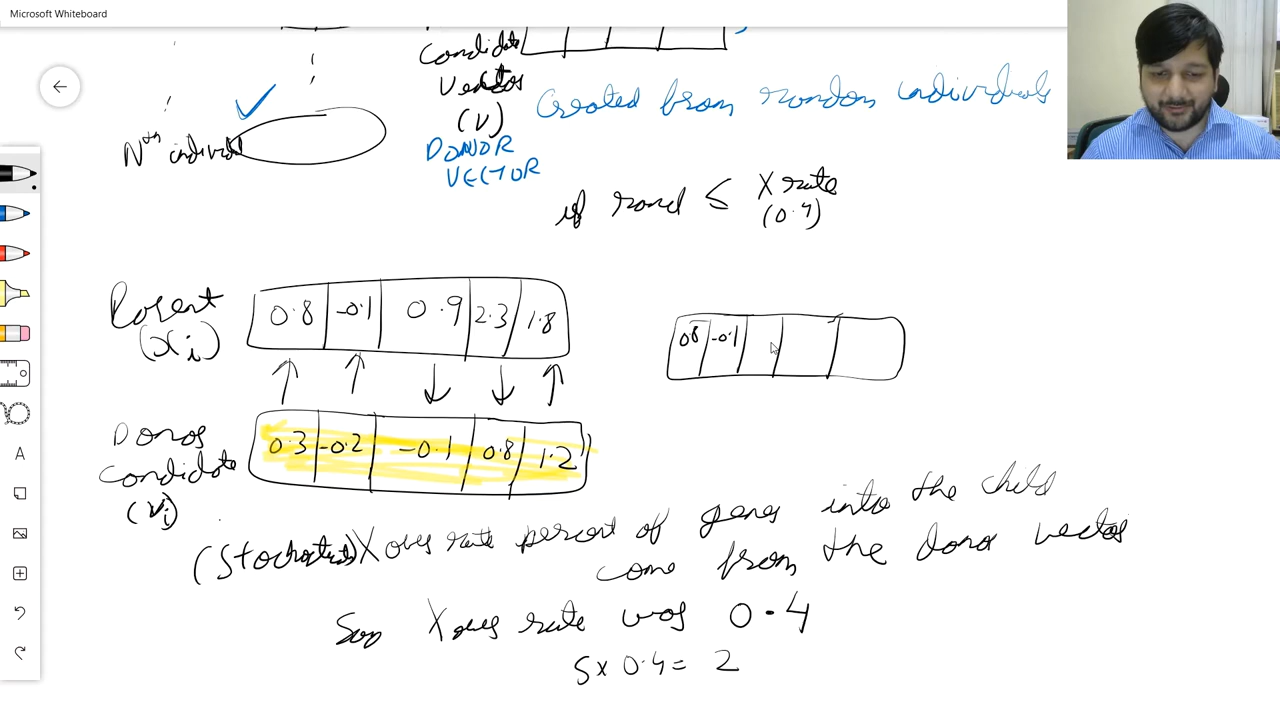 Microsoft Whiteboard
Candidate
Vector
(V)
DONOR
VECTOR
Created from random individuals
Nth individual
if rand ≤ X rate
(0.4)
Parent
(xi)
0.8 -0.1 0.9 2.3 1.8
0.8 -0.1
Donor
Candidate
(vi)
0.3 -0.2 -0.1 0.8 1.2
(Stochastically) Xover rate percent of genes into the child
come from the donor vector
Say Xover rate was 0.4
5 x 0.4 = 2
A